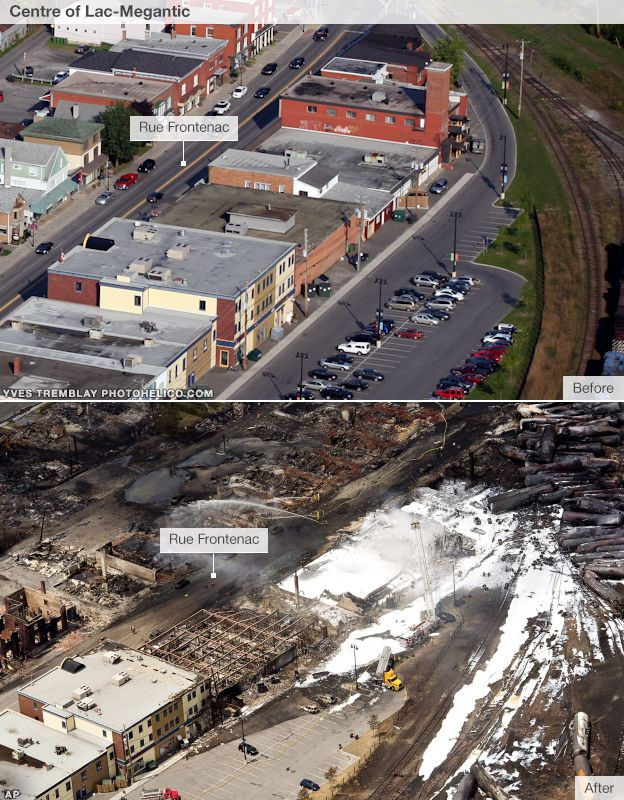 Centre of Lac-Megantic
Rue Frontenac
YVES TREMBLAY PHOTOHELICO.COM
Before
Rue Frontenac
AP
After